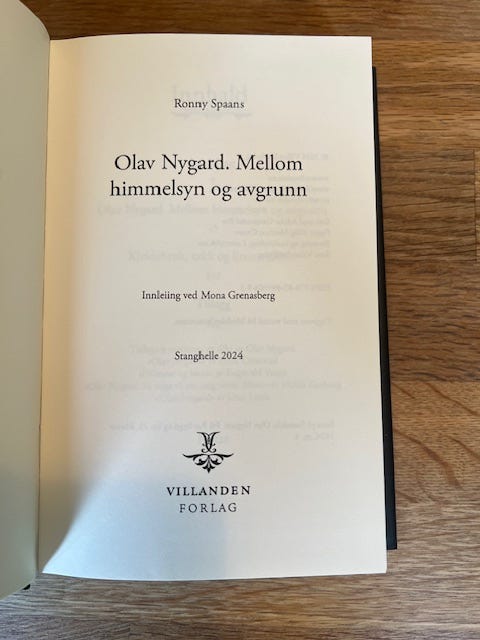 Ronny Spaans
Olav Nygard. Mellom
himmelsyn og avgrunn
Innleiing ved Mona Grenasberg
Stanghelle 2024
VILLANDEN
FORLAG